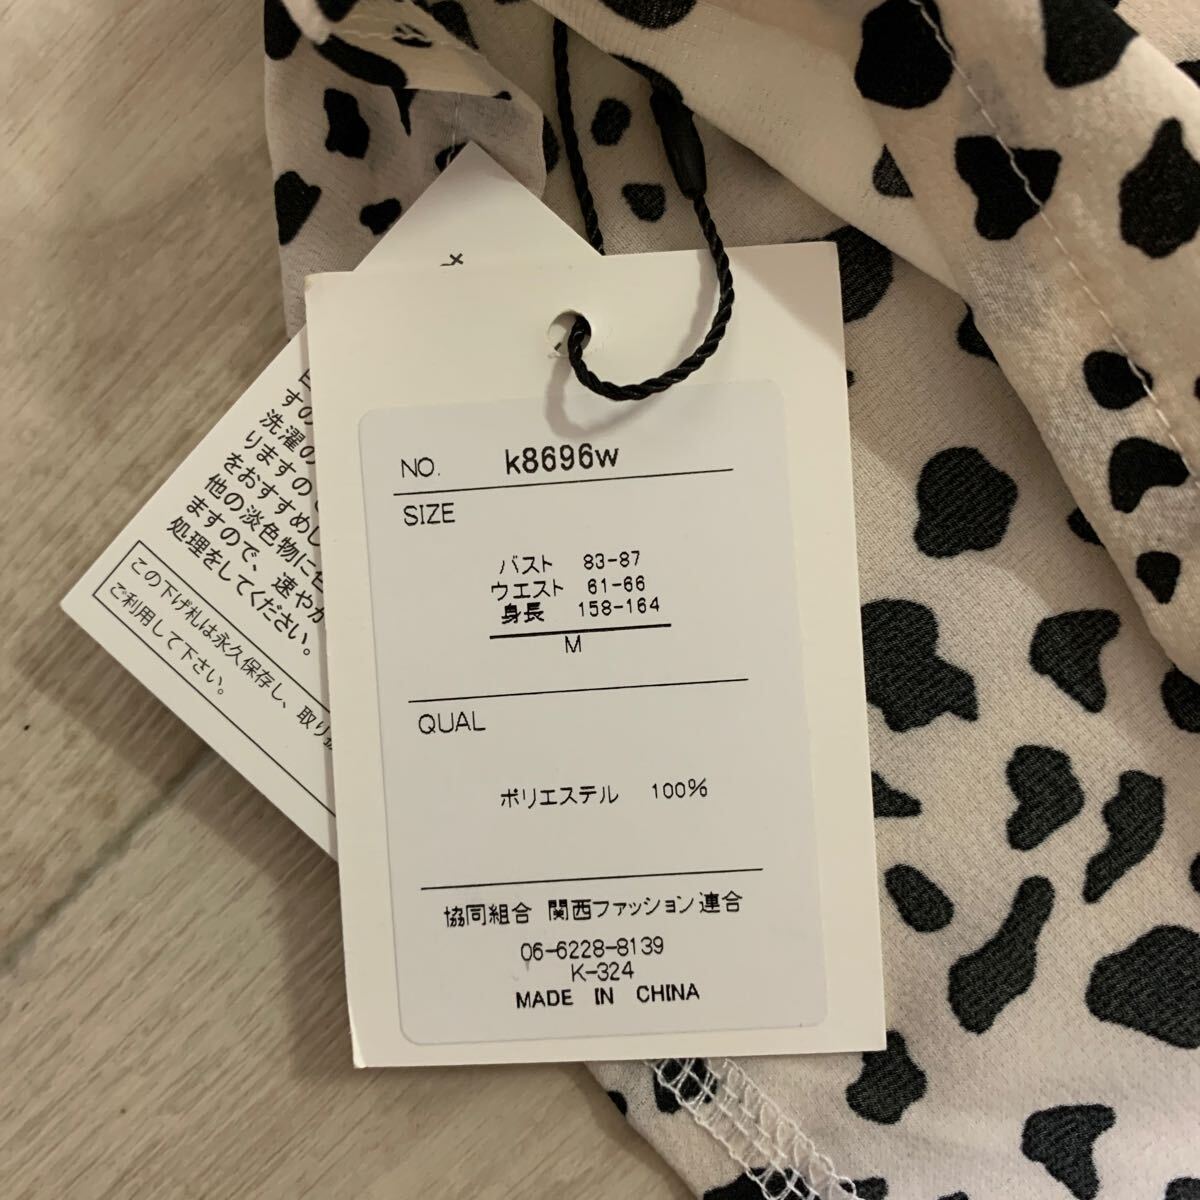 NO. k8696w
SIZE
バスト 83-87
ウエスト 61-66
身長 158-164
M
QUAL
ポリエステル 100%
協同組合 関西ファッション連合
06-6228-8139
K-324
MADE IN CHINA
すの
洗濯の
りますの
をおすすめし
他の淡色物に
ますので、速やか
処理をしてください。
この下げ札は永久保存し、取り
ご利用して下さい。